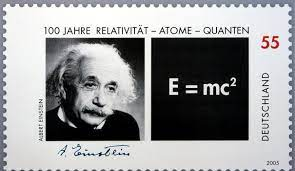 100 JAHRE RELATIVITÄT – ATOME – QUANTEN
55
ALBERT EINSTEIN
E = mc²
DEUTSCHLAND
A. Einstein
2005